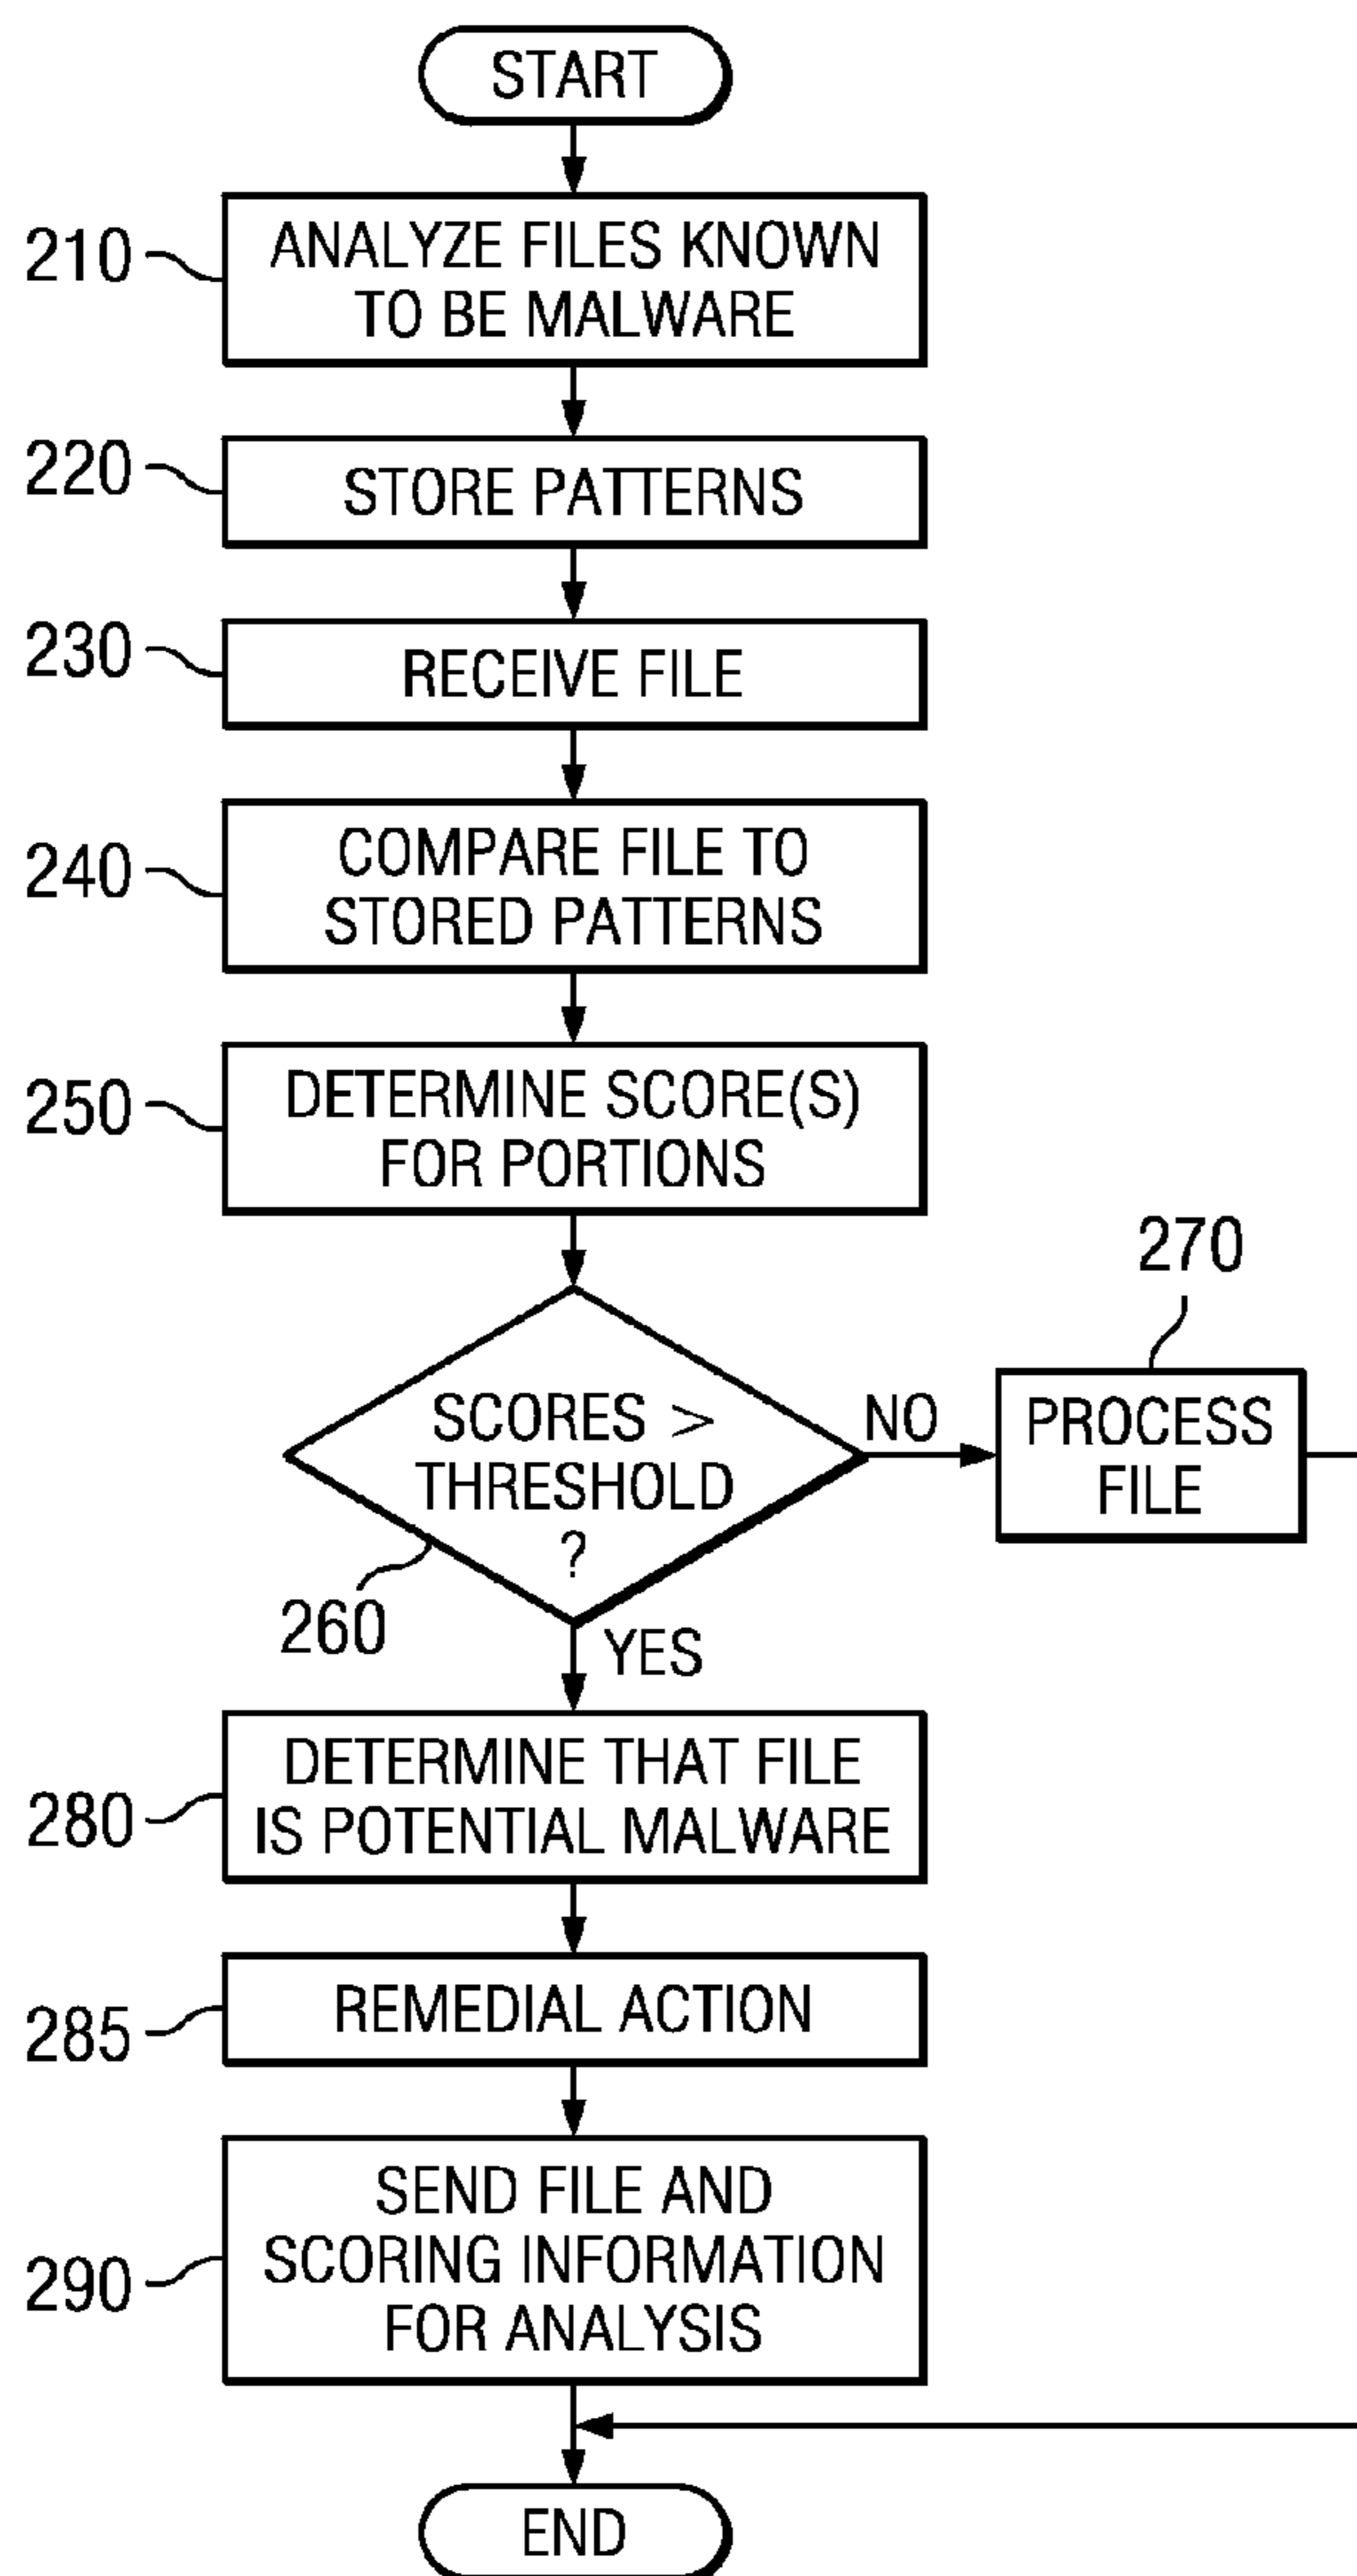 START
210
ANALYZE FILES KNOWN
TO BE MALWARE
220
STORE PATTERNS
230
RECEIVE FILE
240
COMPARE FILE TO
STORED PATTERNS
250
DETERMINE SCORE(S)
FOR PORTIONS
260
SCORES >
THRESHOLD
?
NO
270
PROCESS
FILE
YES
280
DETERMINE THAT FILE
IS POTENTIAL MALWARE
285
REMEDIAL ACTION
290
SEND FILE AND
SCORING INFORMATION
FOR ANALYSIS
END